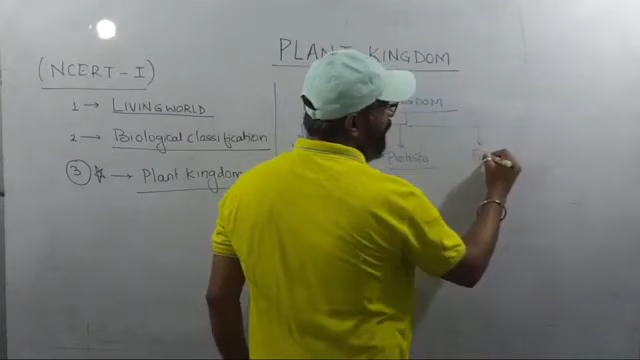 PLANT KINGDOM
(NCERT-I)
1 → LIVING WORLD
2 → Biological classification
3 → Plant Kingdom
Protista